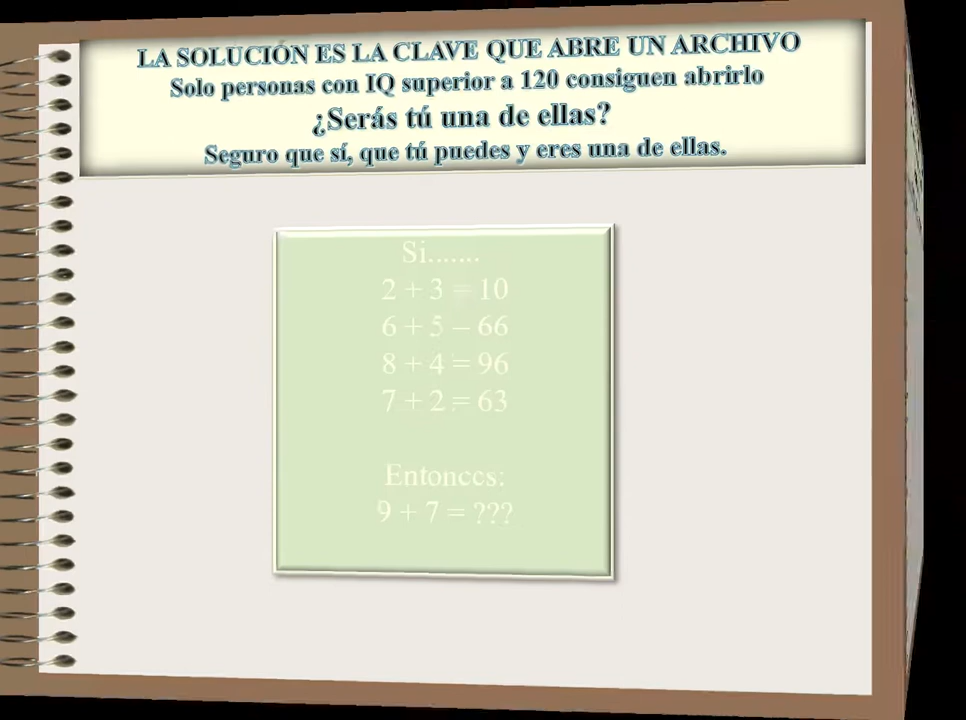 LA SOLUCIÓN ES LA CLAVE QUE ABRE UN ARCHIVO
Solo personas con IQ superior a 120 consiguen abrirlo
¿Serás tú una de ellas?
Seguro que sí, que tú puedes y eres una de ellas.
Si.......
2 + 3 = 10
6 + 5 = 66
8 + 4 = 96
7 + 2 = 63
Entonces:
9 + 7 = ???